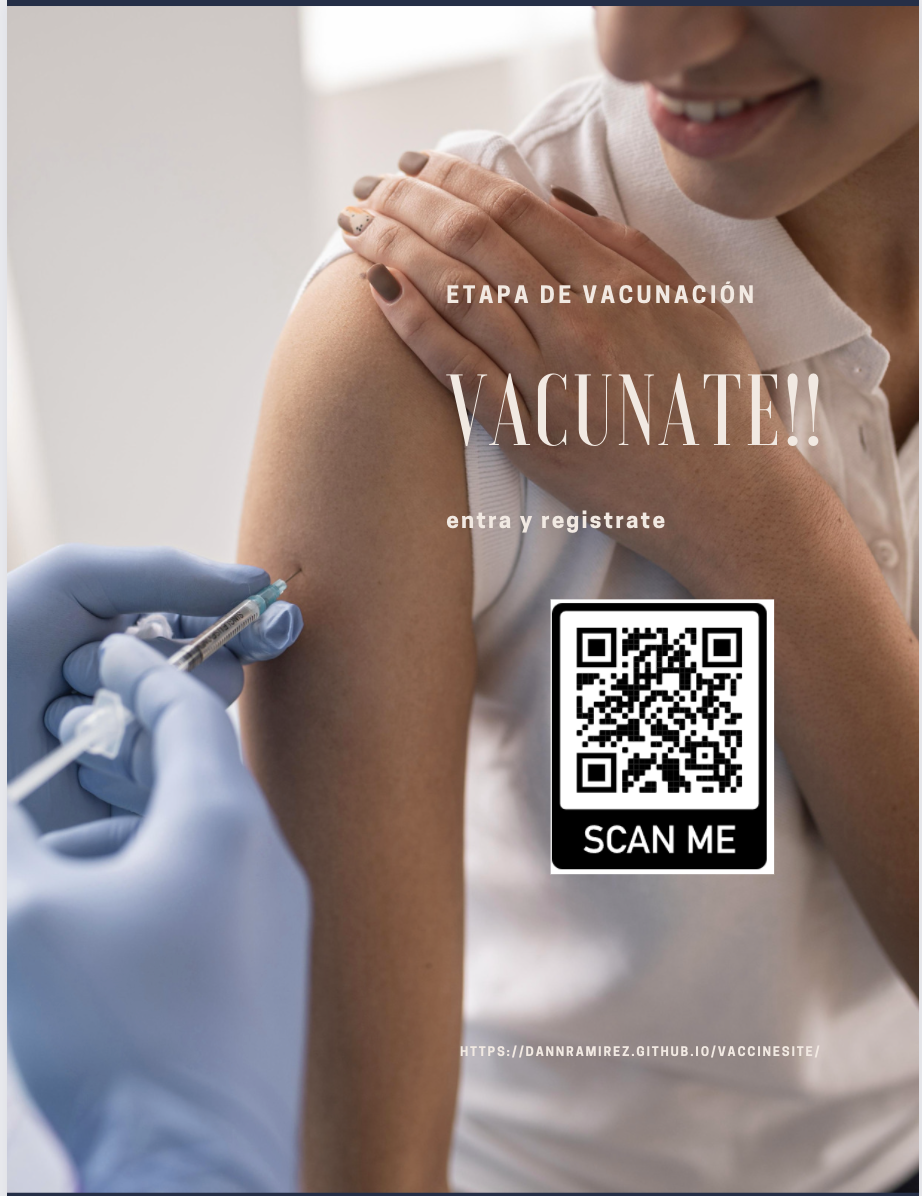 ETAPA DE VACUNACIÓN
VACUNATE!!
entra y registrate
SCAN ME
HTTPS://DANNRAMIREZ.GITHUB.IO/VACCINESITE/